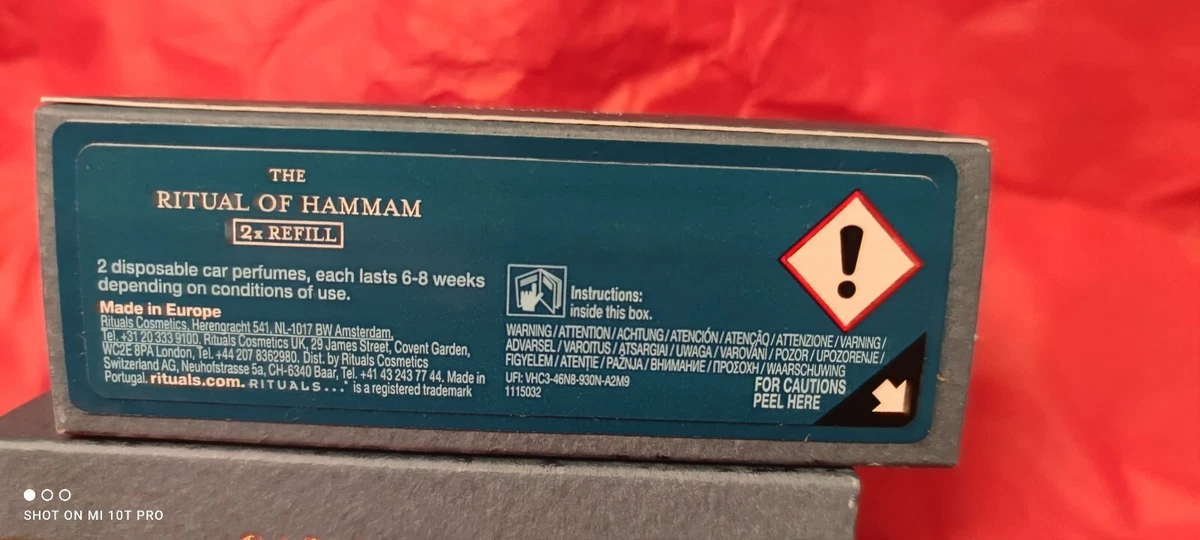 THE
RITUAL OF HAMMAM
2x REFILL
2 disposable car perfumes, each lasts 6-8 weeks
depending on conditions of use.
Made in Europe
Rituals Cosmetics, Herengracht 541, NL-1017 BW Amsterdam,
Tel. +31 20 333 9100. Rituals Cosmetics UK, 29 James Street, Covent Garden,
WC2E 8PA London, Tel. +44 207 8362980. Dist. by Rituals Cosmetics
Switzerland AG, Neuhofstrasse 5a, CH-6340 Baar, Tel. +41 43 243 77 44. Made in
Portugal. rituals.com. RITUALS...® is a registered trademark
Instructions:
inside this box.
WARNING / ATTENTION / ACHTUNG / ATENCIÓN / ATENÇÃO / ATTENZIONE / VARNING /
ADVARSEL / VAROITUS / ATSARGIAI / UWAGA / VAROVÁNÍ / POZOR / UPOZORENJE /
FIGYELEM / ATENȚIE / PAŽNJA / ВНИМАНИЕ / ΠΡΟΣΟΧΗ / WAARSCHUWING
UFI: VHC3-46N8-930N-A2M9
1115032
FOR CAUTIONS
PEEL HERE
SHOT ON MI 10T PRO